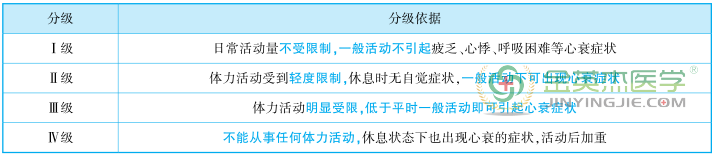 分级 分级依据
Ⅰ级 日常活动量不受限制,一般活动不引起疲乏、心悸、呼吸困难等心衰症状
Ⅱ级 体力活动受到轻度限制,休息时无自觉症状,一般活动下可出现心衰症状
Ⅲ级 体力活动明显受限,低于平时一般活动即可引起心衰症状
Ⅳ级 不能从事任何体力活动,休息状态下也出现心衰的症状,活动后加重
金英杰医学®
JINYINGJIE.COM